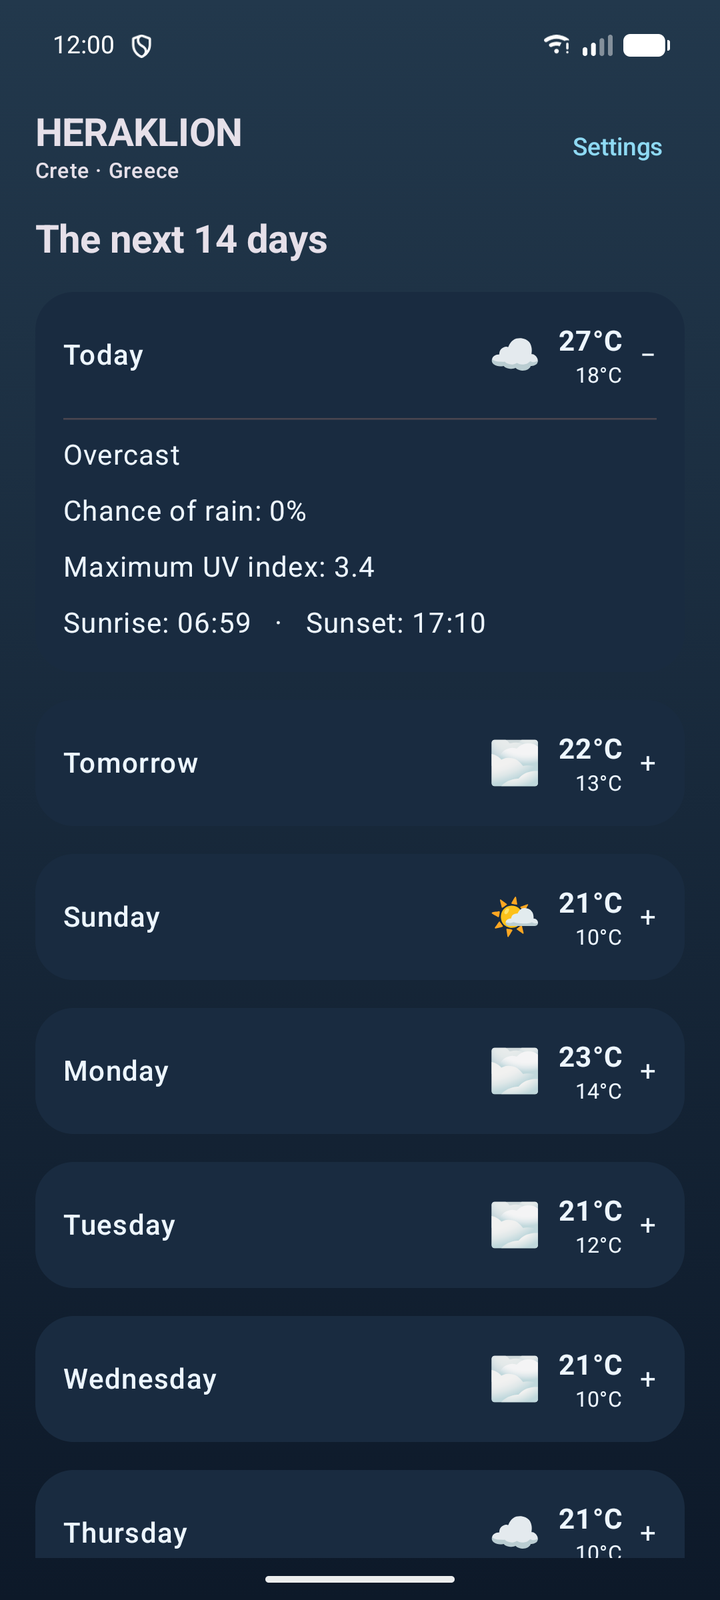 12:00
HERAKLION
Crete · Greece
Settings
The next 14 days
Today
27°C
18°C
–
Overcast
Chance of rain: 0%
Maximum UV index: 3.4
Sunrise: 06:59 · Sunset: 17:10
Tomorrow
22°C
13°C
+
Sunday
21°C
10°C
+
Monday
23°C
14°C
+
Tuesday
21°C
12°C
+
Wednesday
21°C
10°C
+
Thursday
21°C
10°C
+